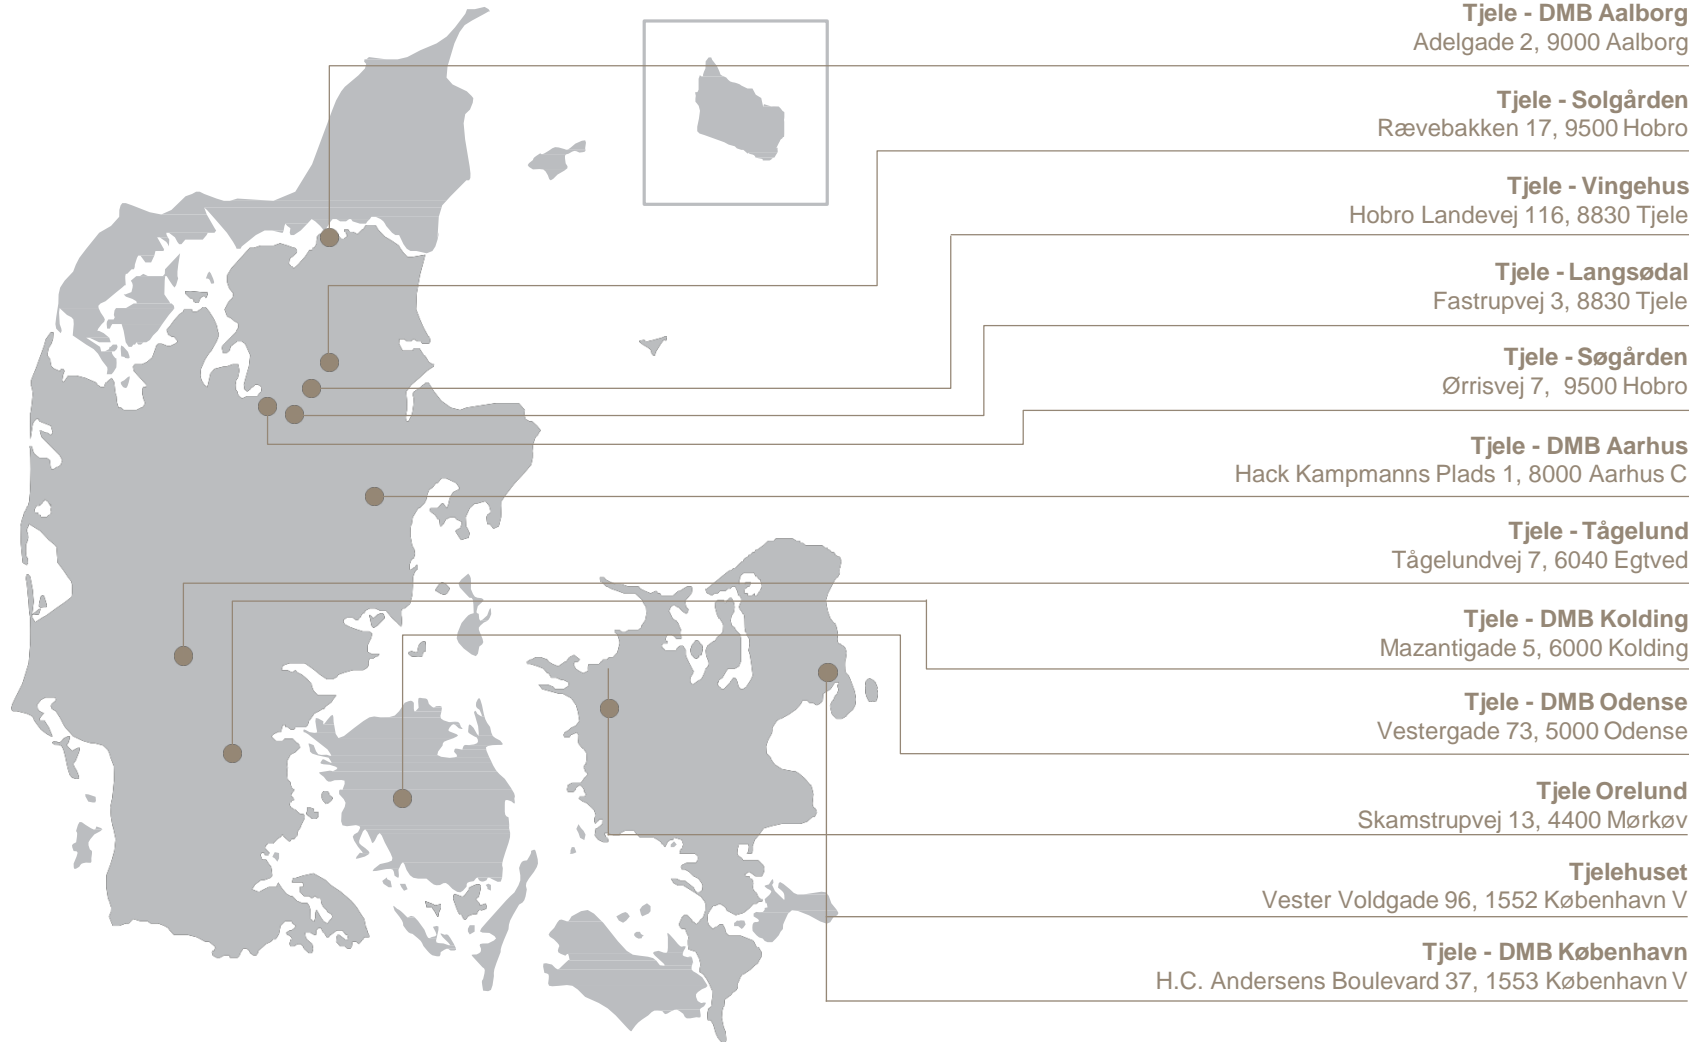 Tjele - DMB Aalborg
Adelgade 2, 9000 Aalborg
Tjele - Solgården
Rævebakken 17, 9500 Hobro
Tjele - Vingehus
Hobro Landevej 116, 8830 Tjele
Tjele - Langsødal
Fastrupvej 3, 8830 Tjele
Tjele - Søgården
Ørrisvej 7, 9500 Hobro
Tjele - DMB Aarhus
Hack Kampmanns Plads 1, 8000 Aarhus C
Tjele - Tågelund
Tågelundvej 7, 6040 Egtved
Tjele - DMB Kolding
Mazantigade 5, 6000 Kolding
Tjele - DMB Odense
Vestergade 73, 5000 Odense
Tjele Orelund
Skamstrupvej 13, 4400 Mørkøv
Tjelehuset
Vester Voldgade 96, 1552 København V
Tjele - DMB København
H.C. Andersens Boulevard 37, 1553 København V